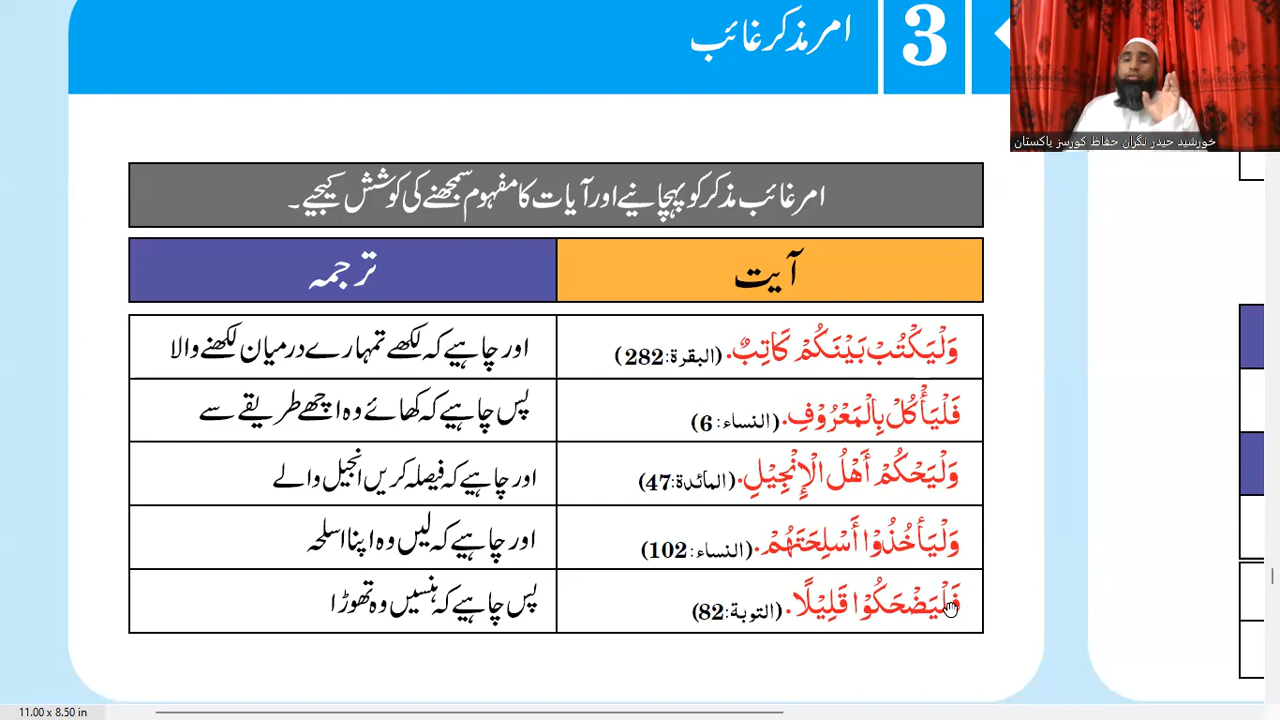 3 امر مذکر غائب
خورشید حیدر نگران حفاظ کورسز پاکستان
امر غائب مذکر کو پہچانیے اور آیات کا مفہوم سمجھنے کی کوشش کیجیے۔
آیت ترجمہ
وَلْيَكْتُبْ بَيْنَكُمْ كَاتِبٌ. (البقرة:282) اور چاہیے کہ لکھے تمہارے درمیان لکھنے والا
فَلْيَأْكُلْ بِالْمَعْرُوْفِ. (النساء:6) پس چاہیے کہ کھائے وہ اچھے طریقے سے
وَلْيَحْكُمْ أَهْلُ الْإِنْجِيْلِ. (المائدة:47) اور چاہیے کہ فیصلہ کریں انجیل والے
وَلْيَأْخُذُوْا أَسْلِحَتَهُمْ. (النساء:102) اور چاہیے کہ لیں وہ اپنا اسلحہ
فَلْيَضْحَكُوْا قَلِيْلًا. (التوبة:82) پس چاہیے کہ ہنسیں وہ تھوڑا
11.00 x 8.50 in